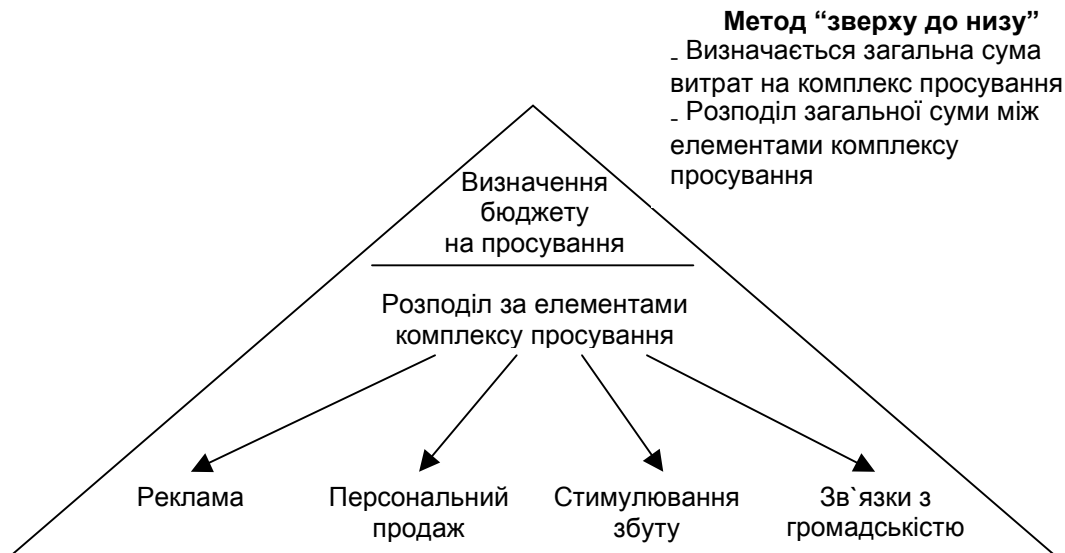 Метод “зверху до низу”
- Визначається загальна сума
витрат на комплекс просування
- Розподіл загальної суми між
елементами комплексу
просування
Визначення
бюджету
на просування
Розподіл за елементами
комплексу просування
Реклама
Персональний
продаж
Стимулювання
збуту
Зв`язки з
громадськістю